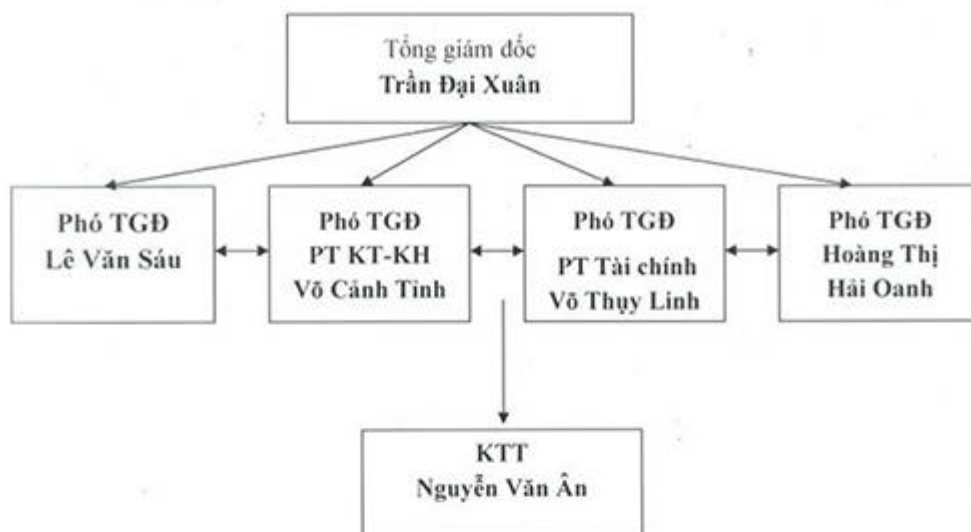 Tổng giám đốc
Trần Đại Xuân
Phó TGĐ
Lê Văn Sáu
Phó TGĐ
PT KT-KH
Võ Cảnh Tỉnh
Phó TGĐ
PT Tài chính
Võ Thụy Linh
Phó TGĐ
Hoàng Thị
Hải Oanh
KTT
Nguyễn Văn Ân